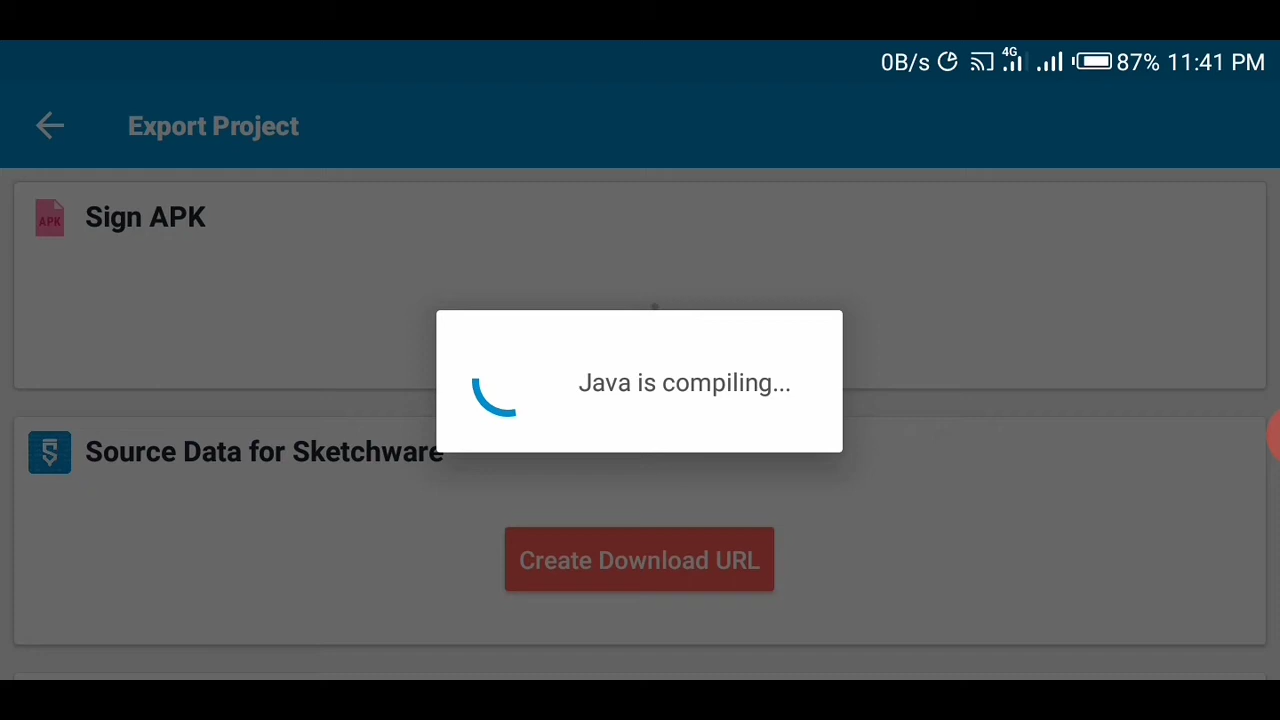 0B/s 4G 87% 11:41 PM
Export Project
APK Sign APK
Java is compiling...
Source Data for Sketchware
Create Download URL